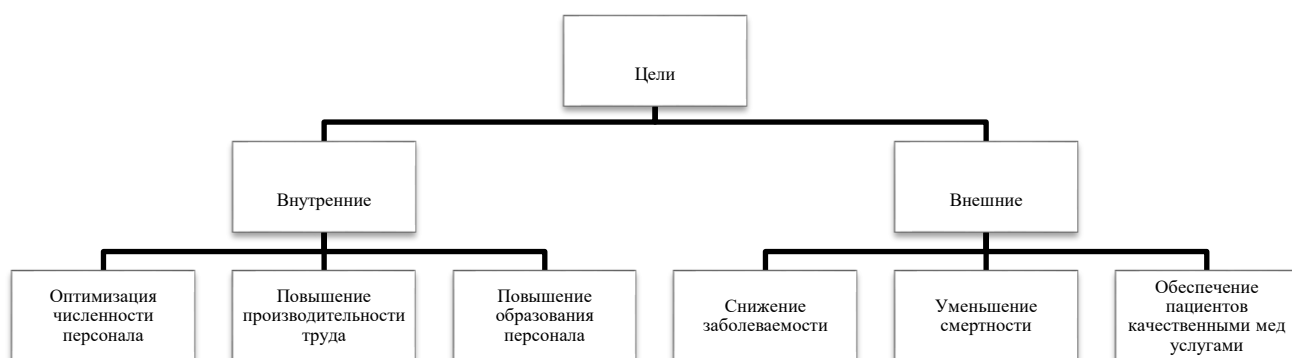 Цели
Внутренние
Внешние
Оптимизация
численности
персонала
Повышение
производительности
труда
Повышение
образования
персонала
Снижение
заболеваемости
Уменьшение
смертности
Обеспечение
пациентов
качественными мед
услугами